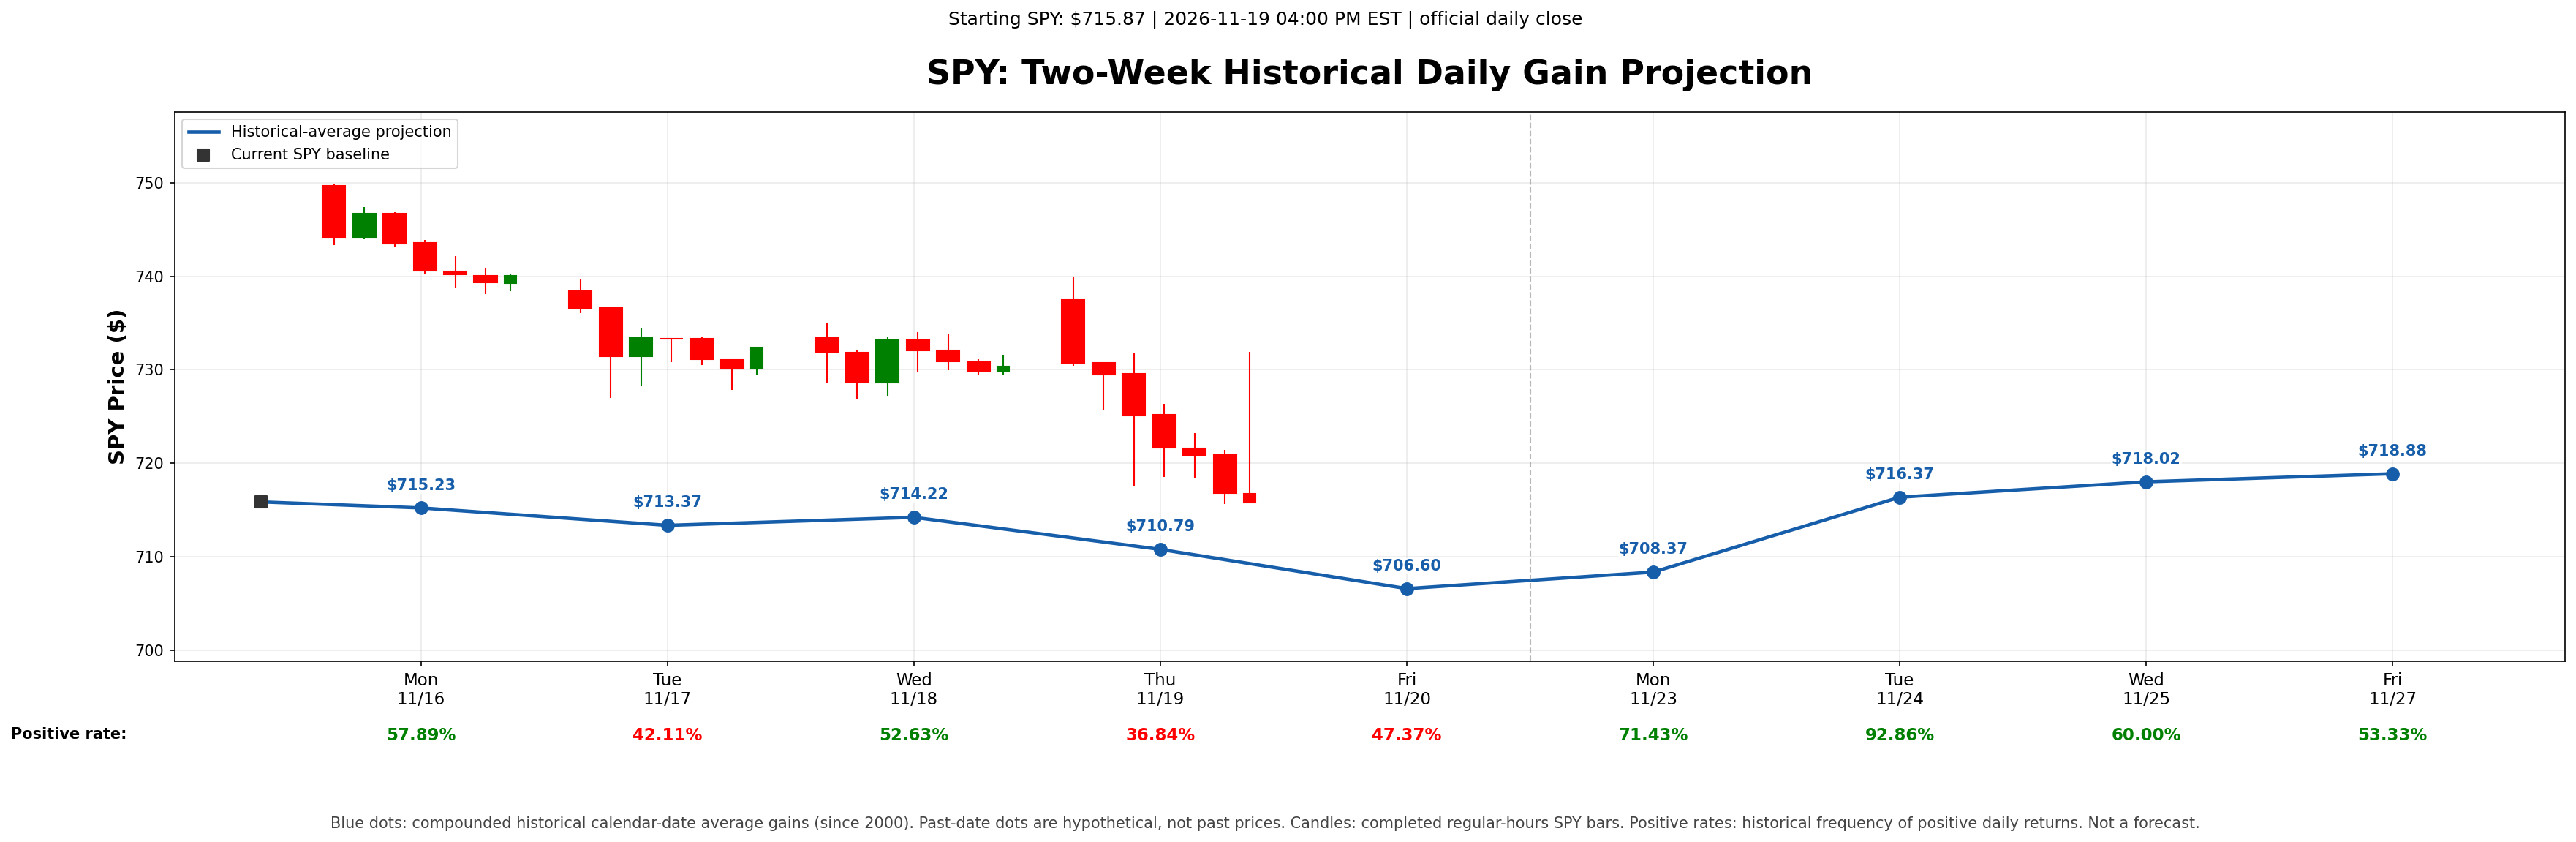 Starting SPY: $715.87 | 2026-11-19 04:00 PM EST | official daily close
SPY: Two-Week Historical Daily Gain Projection
Historical-average projection
Current SPY baseline
SPY Price ($)
750
740
730
720
710
700
$715.23
$713.37
$714.22
$710.79
$706.60
$708.37
$716.37
$718.02
$718.88
Mon Tue Wed Thu Fri Mon Tue Wed Fri
11/16 11/17 11/18 11/19 11/20 11/23 11/24 11/25 11/27
Positive rate: 57.89% 42.11% 52.63% 36.84% 47.37% 71.43% 92.86% 60.00% 53.33%
Blue dots: compounded historical calendar-date average gains (since 2000). Past-date dots are hypothetical, not past prices. Candles: completed regular-hours SPY bars. Positive rates: historical frequency of positive daily returns. Not a forecast.